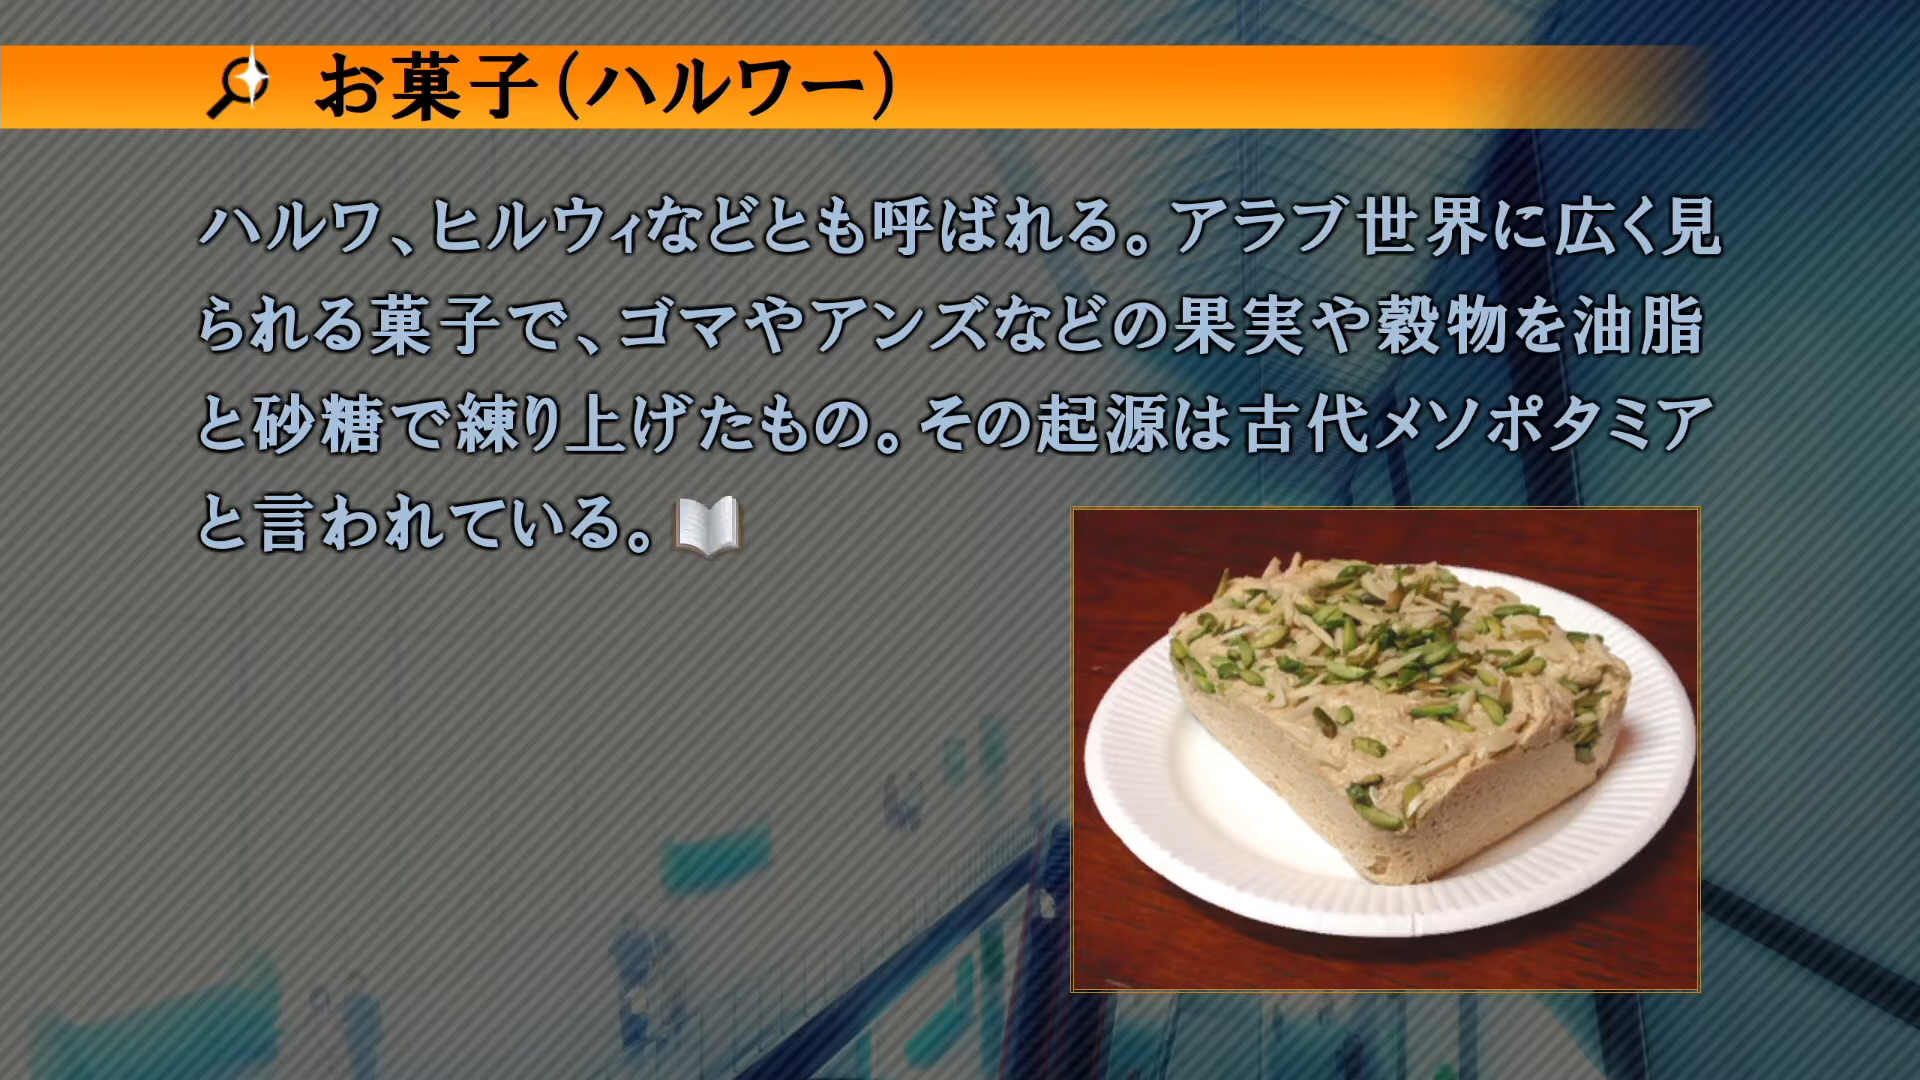 お菓子（ハルワー）
ハルワ、ヒルウィなどとも呼ばれる。アラブ世界に広く見
られる菓子で、ゴマやアンズなどの果実や穀物を油脂
と砂糖で練り上げたもの。その起源は古代メソポタミア
と言われている。